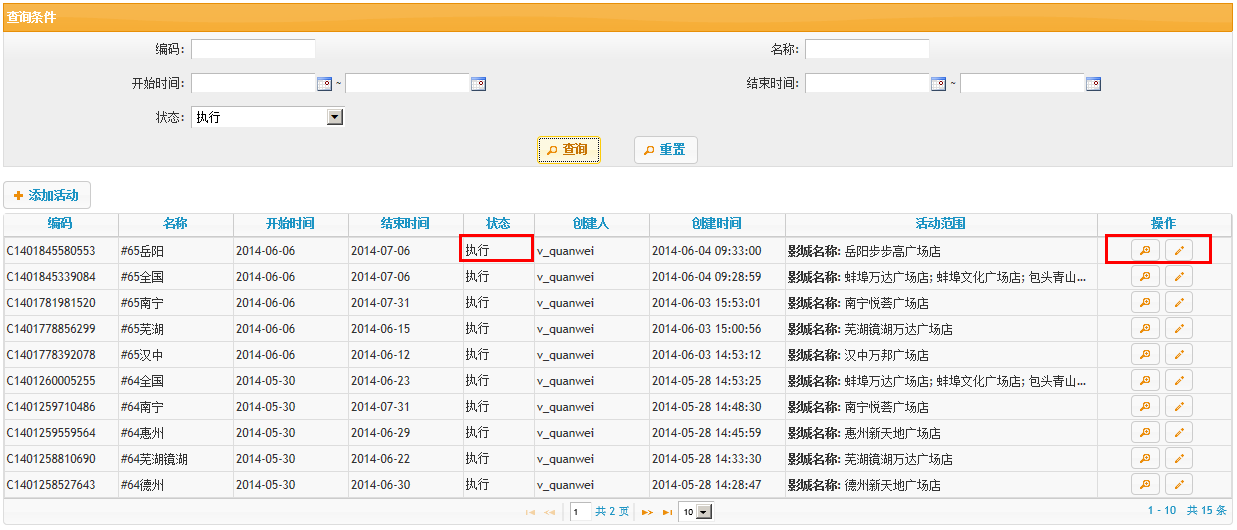 查询条件
编码: 名称:
开始时间: ~ 结束时间: ~
状态: 执行
查询 重置
添加活动
编码 名称 开始时间 结束时间 状态 创建人 创建时间 活动范围 操作
C1401845580553 #65岳阳 2014-06-06 2014-07-06 执行 v_quanwei 2014-06-04 09:33:00 影城名称: 岳阳步步高广场店
C1401845339084 #65全国 2014-06-06 2014-07-06 执行 v_quanwei 2014-06-04 09:28:59 影城名称: 蚌埠万达广场店; 蚌埠文化广场店; 包头青山...
C1401781981520 #65南宁 2014-06-06 2014-07-31 执行 v_quanwei 2014-06-03 15:53:01 影城名称: 南宁悦荟广场店
C1401778856299 #65芜湖 2014-06-06 2014-06-15 执行 v_quanwei 2014-06-03 15:00:56 影城名称: 芜湖镜湖万达广场店
C1401778392078 #65汉中 2014-06-06 2014-06-12 执行 v_quanwei 2014-06-03 14:53:12 影城名称: 汉中万邦广场店
C1401260005255 #64全国 2014-05-30 2014-06-23 执行 v_quanwei 2014-05-28 14:53:25 影城名称: 蚌埠万达广场店; 蚌埠文化广场店; 包头青山...
C1401259710486 #64南宁 2014-05-30 2014-07-31 执行 v_quanwei 2014-05-28 14:48:30 影城名称: 南宁悦荟广场店
C1401259559564 #64惠州 2014-05-30 2014-06-29 执行 v_quanwei 2014-05-28 14:45:59 影城名称: 惠州新天地广场店
C1401258810690 #64芜湖镜湖 2014-05-30 2014-06-22 执行 v_quanwei 2014-05-28 14:33:30 影城名称: 芜湖镜湖万达广场店
C1401258527643 #64德州 2014-05-30 2014-06-30 执行 v_quanwei 2014-05-28 14:28:47 影城名称: 德州新天地广场店
1 共 2 页 10 1 - 10 共 15 条